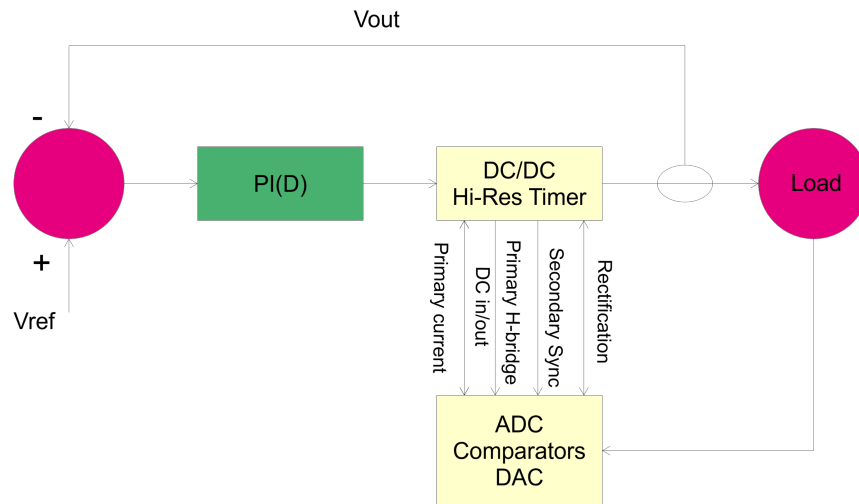 Vout
-
PI(D)
DC/DC
Hi-Res Timer
Load
+
Vref
Primary current
DC in/out
Primary H-bridge
Secondary Sync
Rectification
ADC
Comparators
DAC